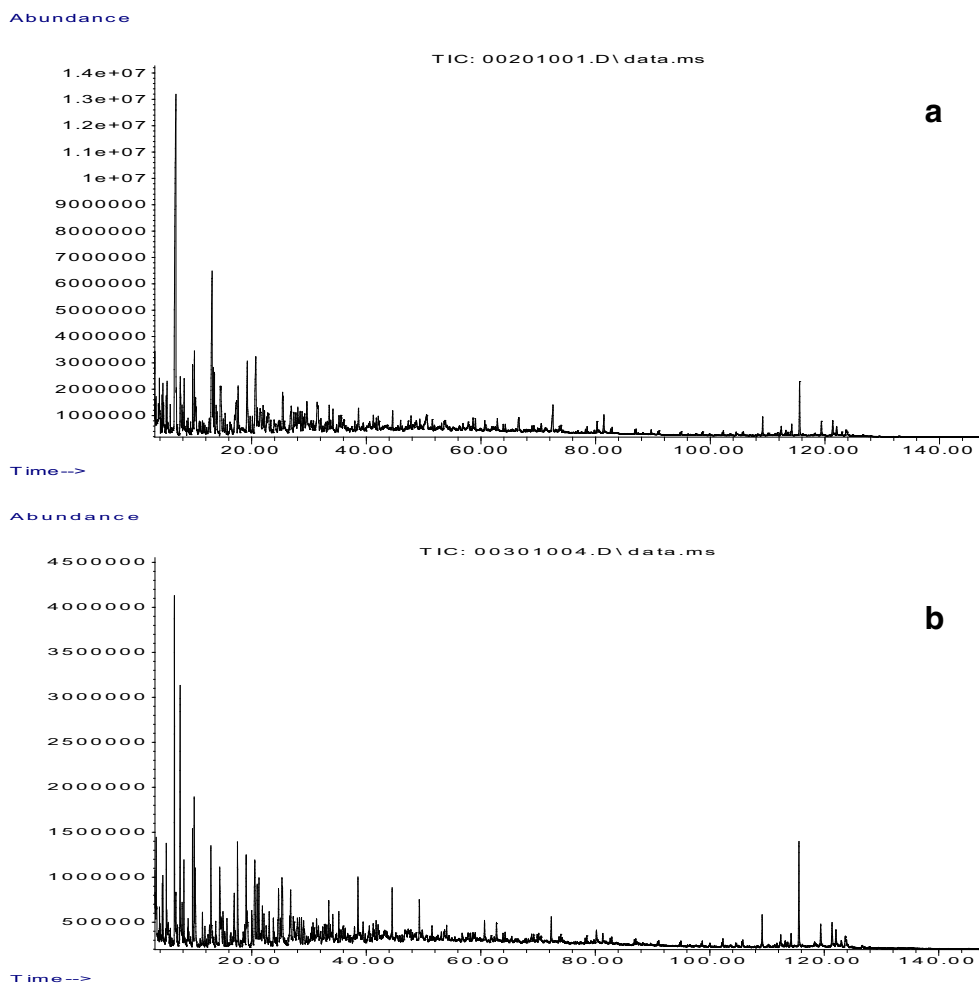 Abundance
TIC: 00201001.D\data.ms
a
1.4e+07
1.3e+07
1.2e+07
1.1e+07
1e+07
9000000
8000000
7000000
6000000
5000000
4000000
3000000
2000000
1000000
20.00 40.00 60.00 80.00 100.00 120.00 140.00
Time-->
Abundance
TIC: 00301004.D\data.ms
b
4500000
4000000
3500000
3000000
2500000
2000000
1500000
1000000
500000
20.00 40.00 60.00 80.00 100.00 120.00 140.00
Time-->